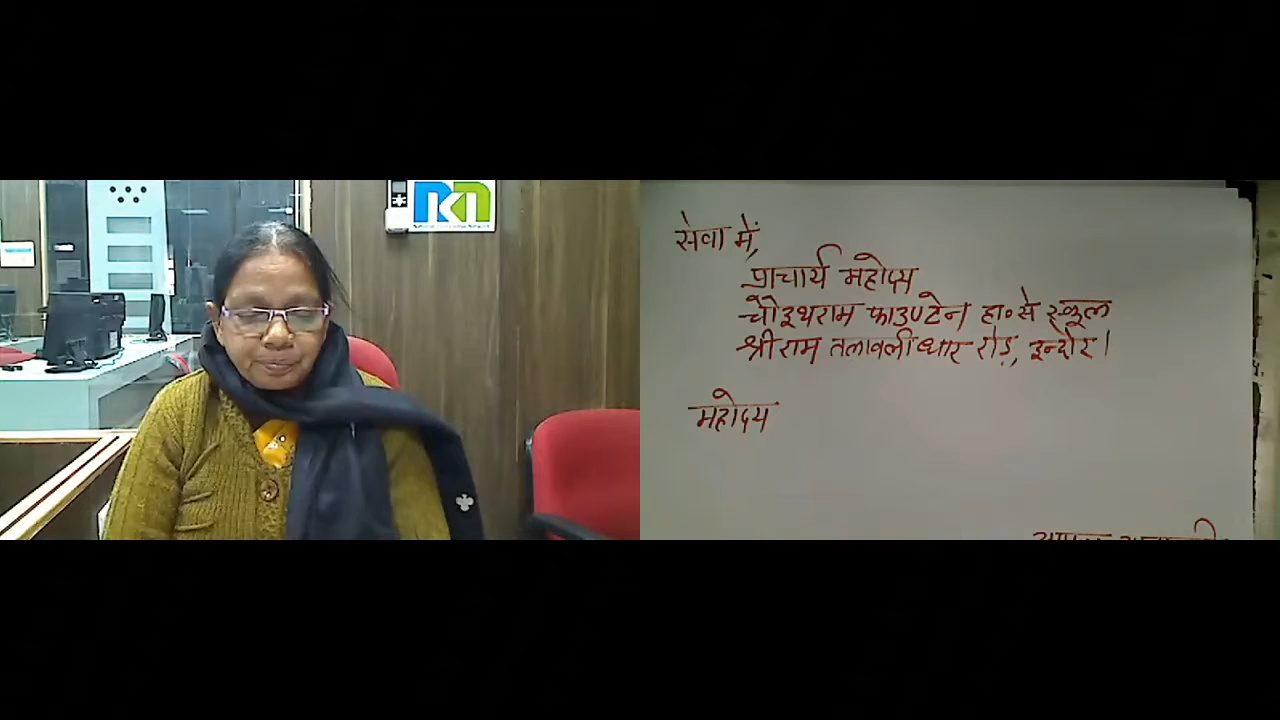 सेवा में,
प्राचार्य महोदय
चोइथराम फाउण्टेन हा॰ से स्कूल
श्रीराम तलावली धार रोड़, इन्दौर।
महोदय